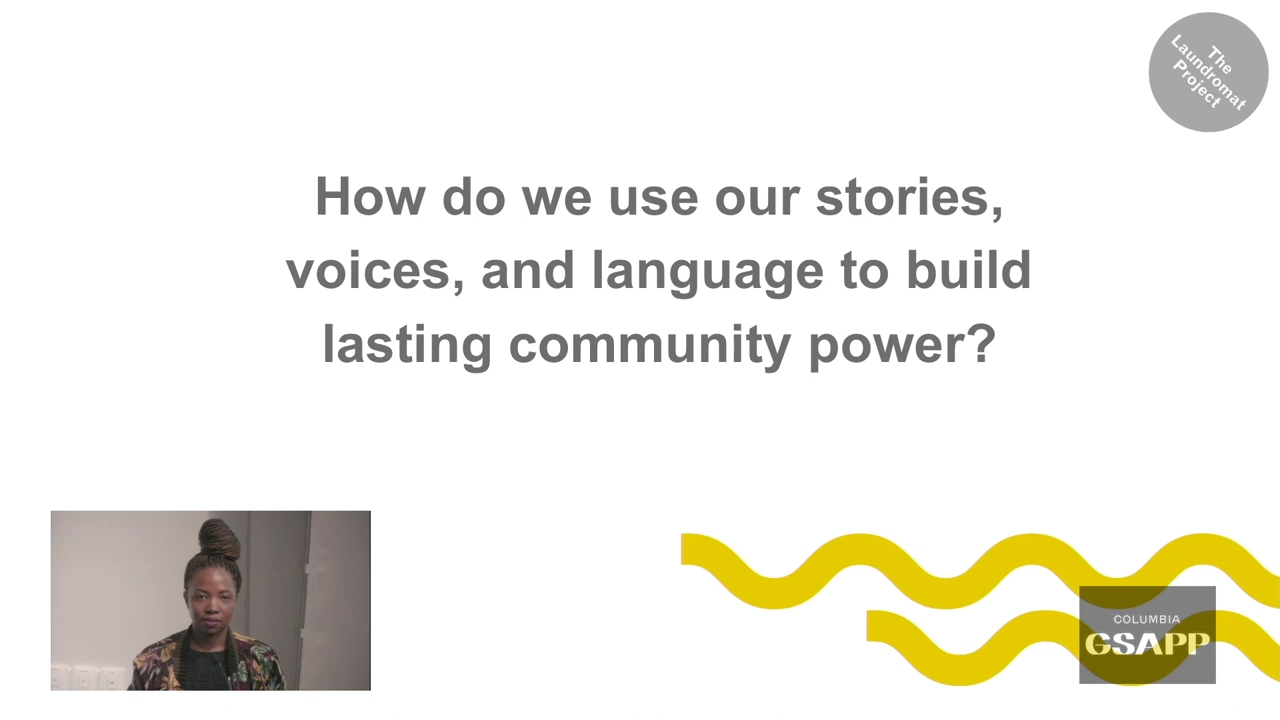 The
Laundromat
Project
How do we use our stories,
voices, and language to build
lasting community power?
COLUMBIA
GSAPP